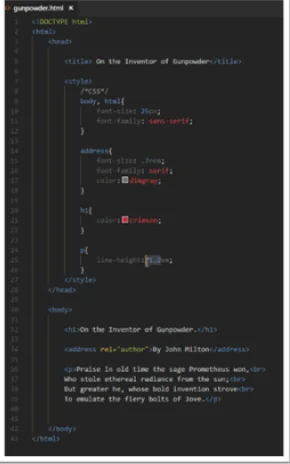 gunpowder.html ×
<!DOCTYPE html>
<html>
<head>
<title> On the Inventor of Gunpowder</title>
<style>
/*CSS*/
body, html{
font-size: 25px;
font-family: sans-serif;
}
address{
font-size: .7rem;
font-family: serif;
color: dimgray;
}
h1{
color: crimson;
}
p{
line-height:
}
</style>
</head>
<body>
<h1>On the Inventor of Gunpowder.</h1>
<address rel="author">By John Milton</address>
<p>Praise in old time the sage Prometheus won,<br>
Who stole ethereal radiance from the sun;<br>
But greater he, whose bold invention strove<br>
To emulate the fiery bolts of Jove.</p>
</body>
</html>